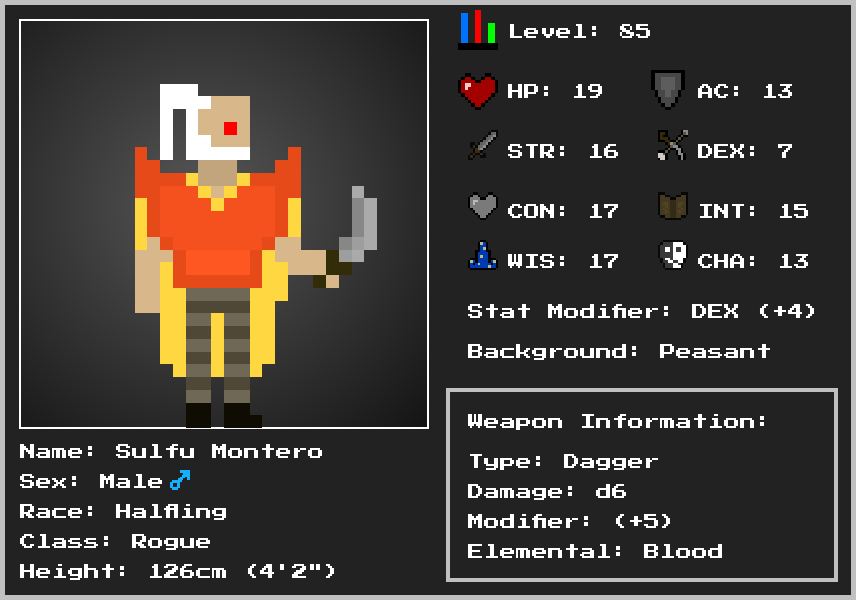 Level: 85
HP: 19 AC: 13
STR: 16 DEX: 7
CON: 17 INT: 15
WIS: 17 CHA: 13
Stat Modifier: DEX (+4)
Background: Peasant
Weapon Information:
Type: Dagger
Damage: d6
Modifier: (+5)
Elemental: Blood
Name: Sulfu Montero
Sex: Male ♂
Race: Halfling
Class: Rogue
Height: 126cm (4'2")